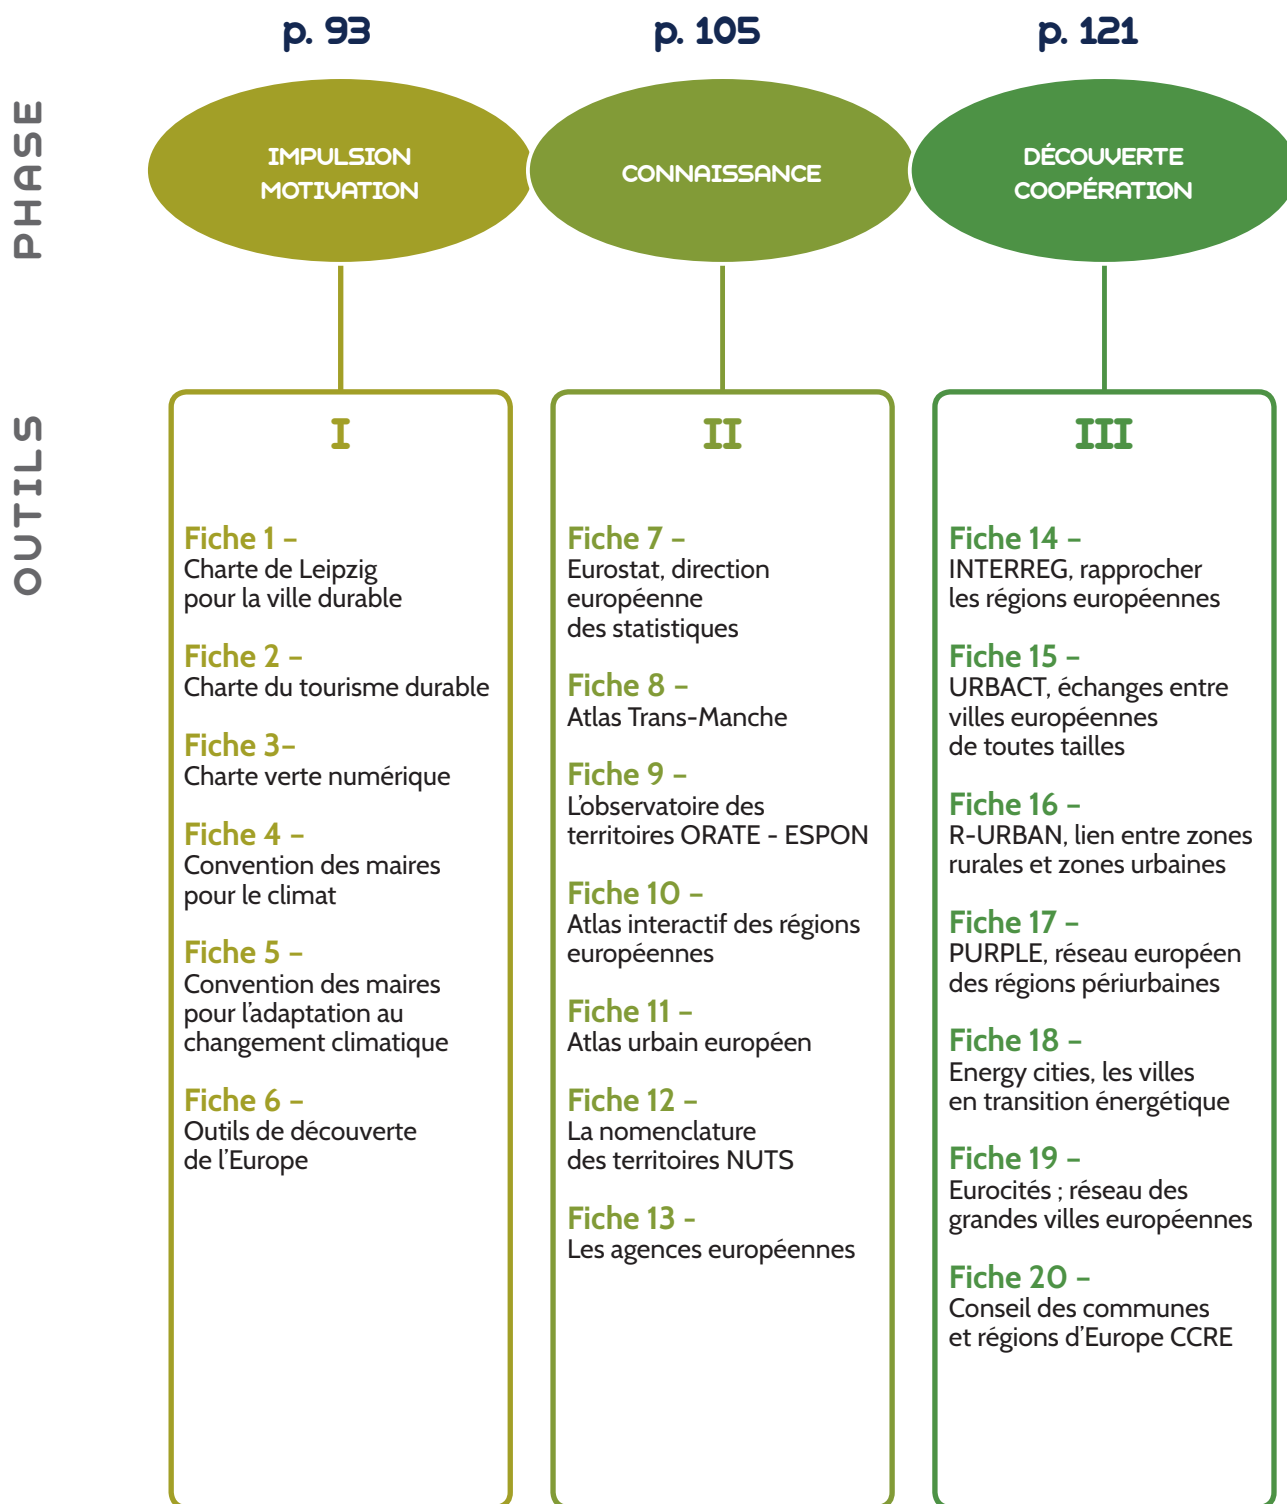 p. 93
p. 105
p. 121
PHASE
IMPULSION
MOTIVATION
CONNAISSANCE
DÉCOUVERTE
COOPÉRATION
OUTILS
I
Fiche 1 –
Charte de Leipzig
pour la ville durable
Fiche 2 –
Charte du tourisme durable
Fiche 3–
Charte verte numérique
Fiche 4 –
Convention des maires
pour le climat
Fiche 5 –
Convention des maires
pour l’adaptation au
changement climatique
Fiche 6 –
Outils de découverte
de l’Europe
II
Fiche 7 –
Eurostat, direction
européenne
des statistiques
Fiche 8 –
Atlas Trans-Manche
Fiche 9 –
L’observatoire des
territoires ORATE - ESPON
Fiche 10 –
Atlas interactif des régions
européennes
Fiche 11 –
Atlas urbain européen
Fiche 12 –
La nomenclature
des territoires NUTS
Fiche 13 -
Les agences européennes
III
Fiche 14 –
INTERREG, rapprocher
les régions européennes
Fiche 15 –
URBACT, échanges entre
villes européennes
de toutes tailles
Fiche 16 –
R-URBAN, lien entre zones
rurales et zones urbaines
Fiche 17 –
PURPLE, réseau européen
des régions périurbaines
Fiche 18 –
Energy cities, les villes
en transition énergétique
Fiche 19 –
Eurocités ; réseau des
grandes villes européennes
Fiche 20 –
Conseil des communes
et régions d’Europe CCRE